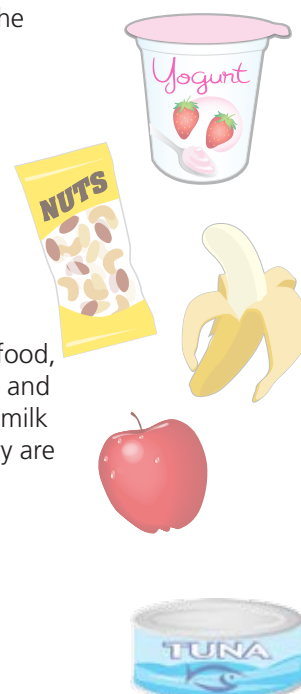 he
Yogurt
NUTS
food,
and
milk
y are
TUNA